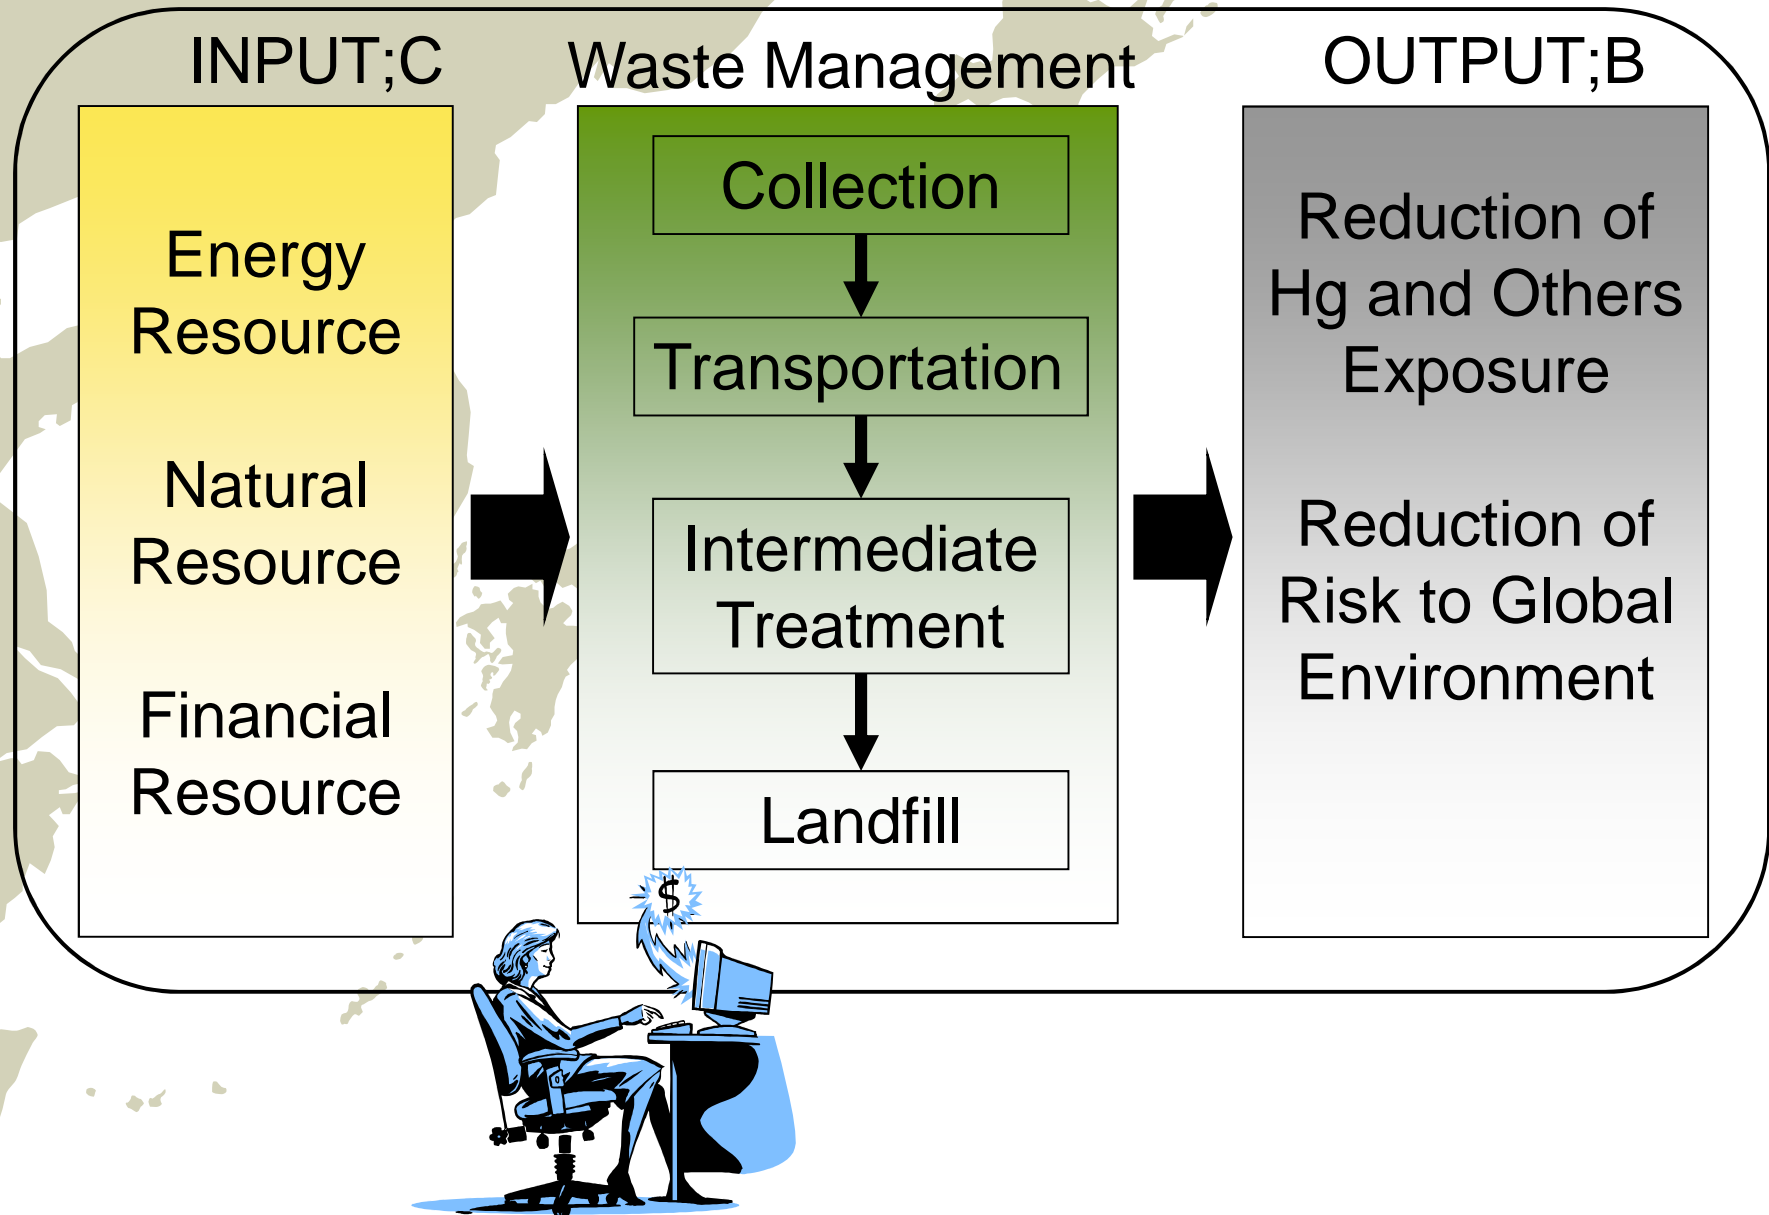 INPUT;C
Energy
Resource
Natural
Resource
Financial
Resource
Waste Management
Collection
Transportation
Intermediate
Treatment
Landfill
$
OUTPUT;B
Reduction of
Hg and Others
Exposure
Reduction of
Risk to Global
Environment